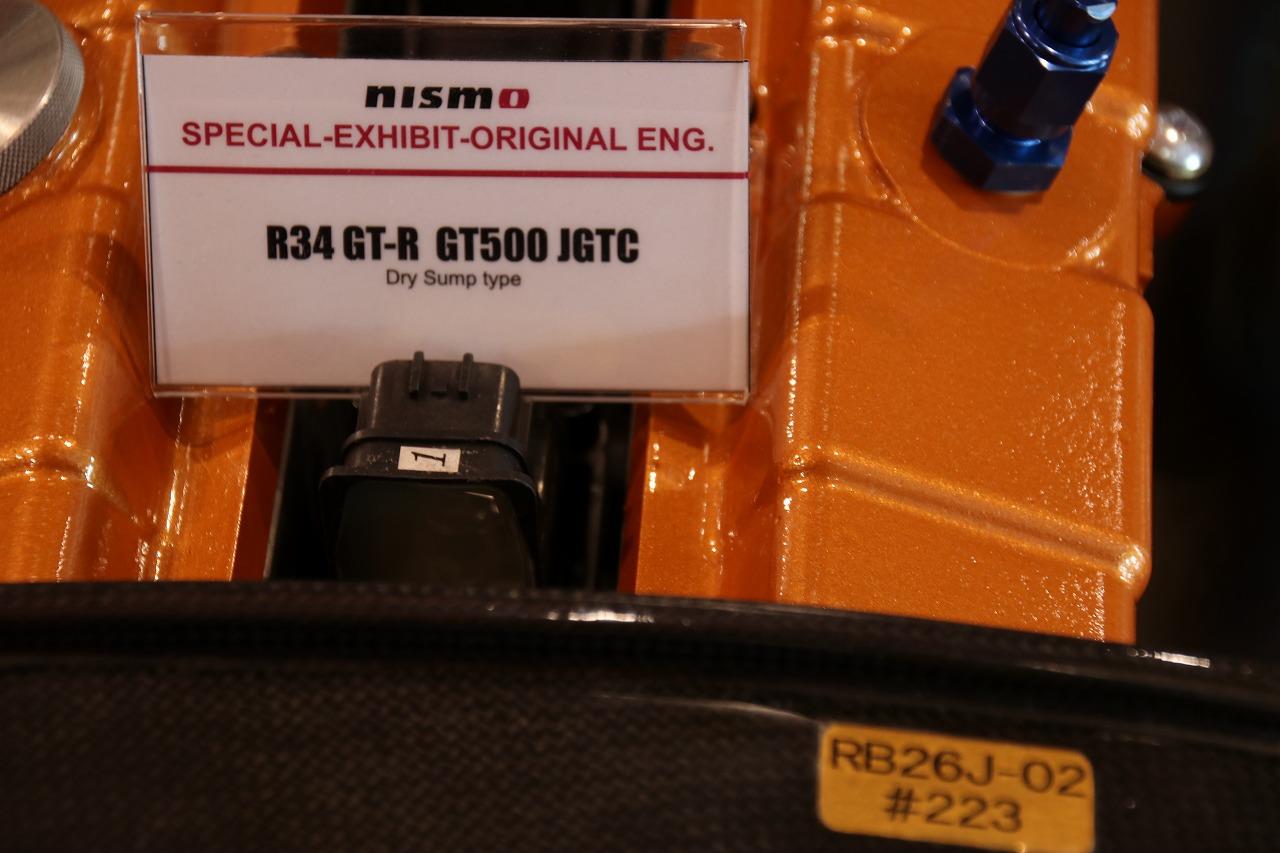 nismo
SPECIAL-EXHIBIT-ORIGINAL ENG.
R34 GT-R GT500 JGTC
Dry Sump type
1
RB26J-02
#223